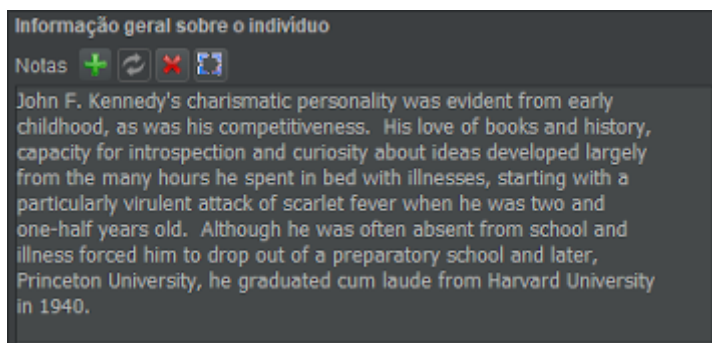 Informação geral sobre o indivíduo
Notas
John F. Kennedy's charismatic personality was evident from early
childhood, as was his competitiveness.  His love of books and history,
capacity for introspection and curiosity about ideas developed largely
from the many hours he spent in bed with illnesses, starting with a
particularly virulent attack of scarlet fever when he was two and
one-half years old.  Although he was often absent from school and
illness forced him to drop out of a preparatory school and later,
Princeton University, he graduated cum laude from Harvard University
in 1940.